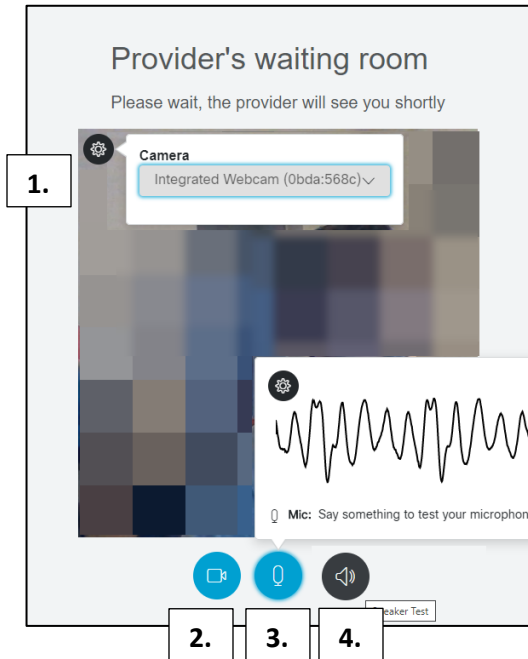 Provider's waiting room
Please wait, the provider will see you shortly
Camera
1.
Integrated Webcam (0bda:568c)
Mic: Say something to test your microphon
Test
2.
3.
4.